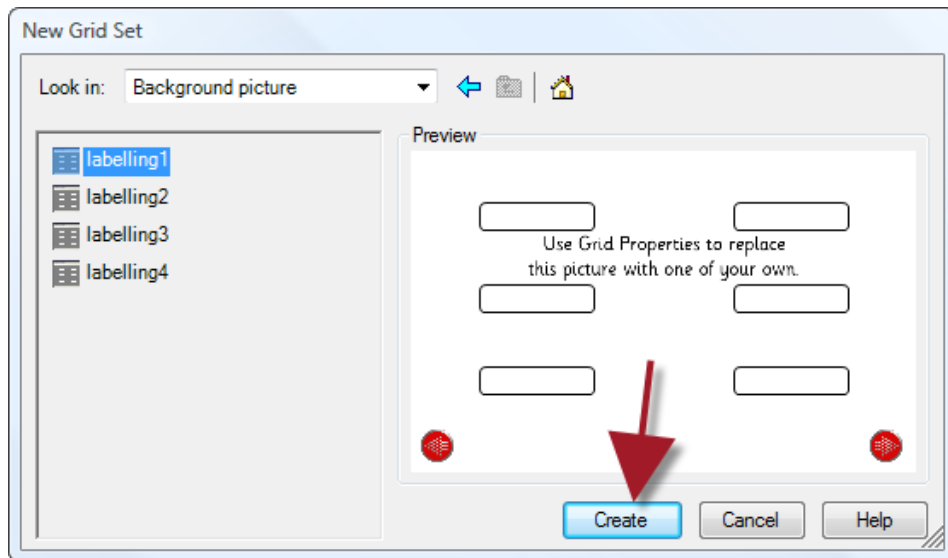 New Grid Set
Look in: Background picture
labelling1
labelling2
labelling3
labelling4
Preview
Use Grid Properties to replace
this picture with one of your own.
Create Cancel Help